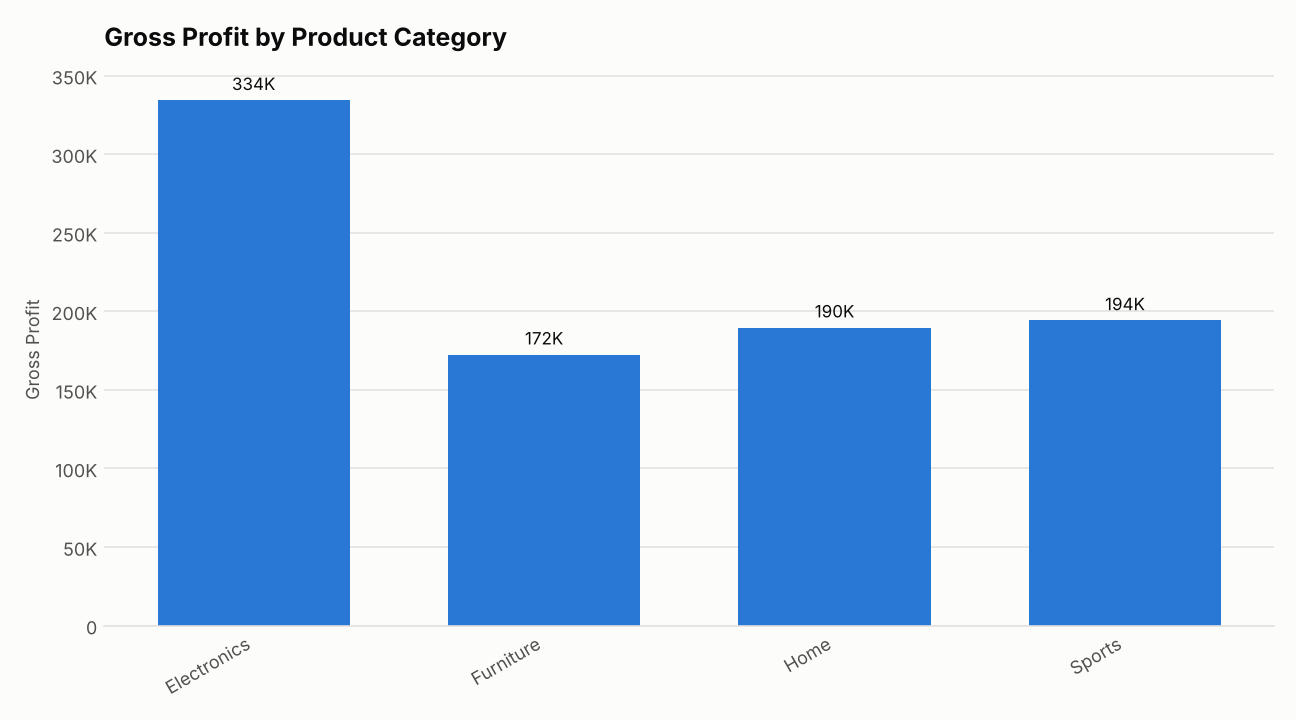 Gross Profit by Product Category
350K
300K
250K
200K
150K
100K
50K
0
Gross Profit
334K
172K
190K
194K
Electronics
Furniture
Home
Sports